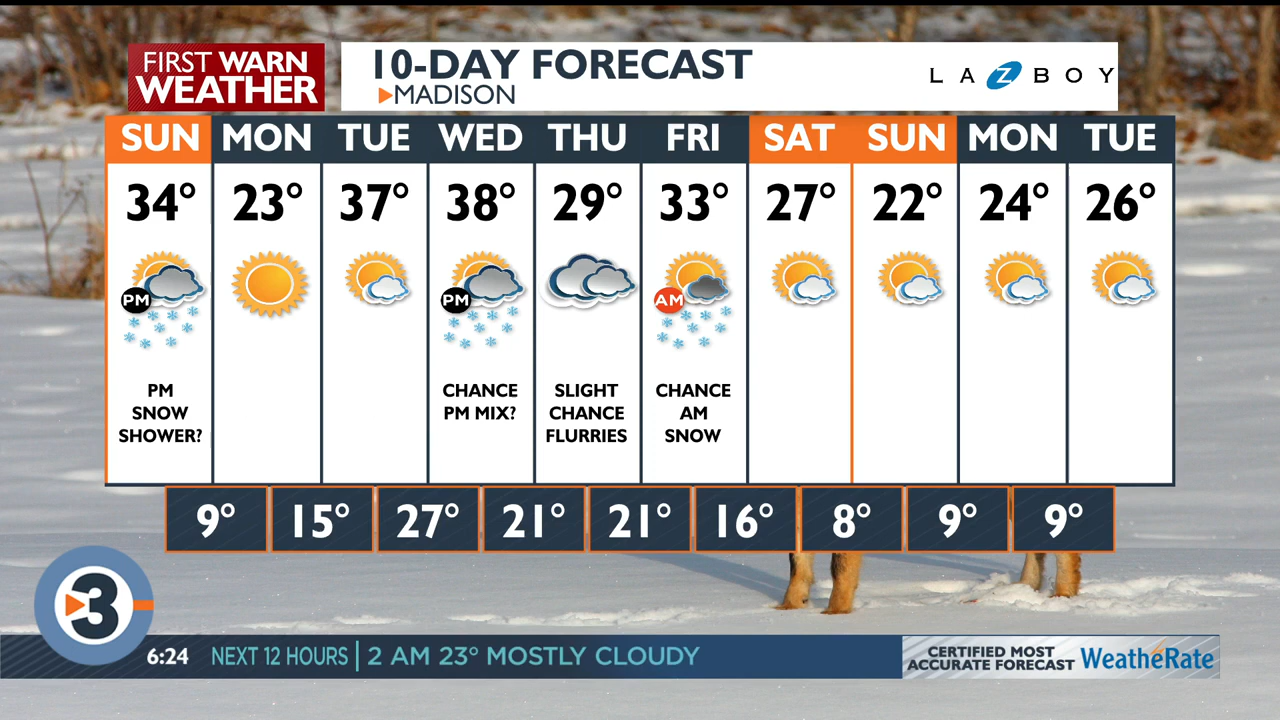 FIRST WARN
WEATHER
10-DAY FORECAST
MADISON
LA Z BOY
SUN MON TUE WED THU FRI SAT SUN MON TUE
34° 23° 37° 38° 29° 33° 27° 22° 24° 26°
PM PM AM
PM
SNOW
SHOWER?
CHANCE
PM MIX?
SLIGHT
CHANCE
FLURRIES
CHANCE
AM
SNOW
9° 15° 27° 21° 21° 16° 8° 9° 9°
3
6:24 NEXT 12 HOURS 2 AM 23° MOSTLY CLOUDY
CERTIFIED MOST
ACCURATE FORECAST
WeatheRate